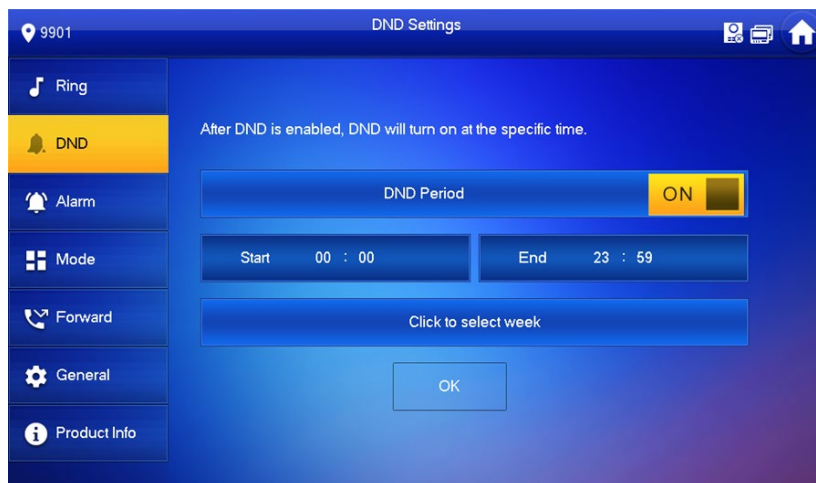 9901
DND Settings
Ring
DND
Alarm
Mode
Forward
General
Product Info
After DND is enabled, DND will turn on at the specific time.
DND Period
ON
Start 00 : 00
End 23 : 59
Click to select week
OK